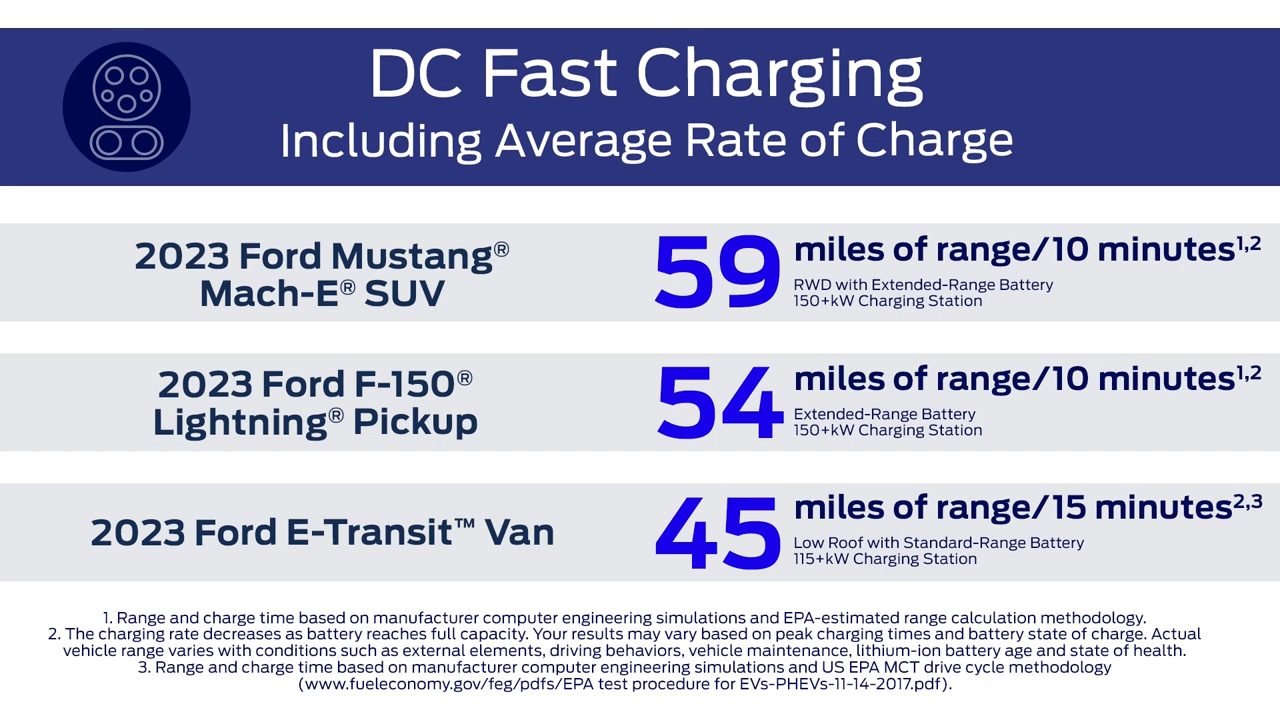 DC Fast Charging
Including Average Rate of Charge
2023 Ford Mustang®
Mach-E® SUV
59
miles of range/10 minutes1,2
RWD with Extended-Range Battery
150+kW Charging Station
2023 Ford F-150®
Lightning® Pickup
54
miles of range/10 minutes1,2
Extended-Range Battery
150+kW Charging Station
2023 Ford E-Transit™ Van
45
miles of range/15 minutes2,3
Low Roof with Standard-Range Battery
115+kW Charging Station
1. Range and charge time based on manufacturer computer engineering simulations and EPA-estimated range calculation methodology.
2. The charging rate decreases as battery reaches full capacity. Your results may vary based on peak charging times and battery state of charge. Actual
vehicle range varies with conditions such as external elements, driving behaviors, vehicle maintenance, lithium-ion battery age and state of health.
3. Range and charge time based on manufacturer computer engineering simulations and US EPA MCT drive cycle methodology
(www.fueleconomy.gov/feg/pdfs/EPA test procedure for EVs-PHEVs-11-14-2017.pdf).